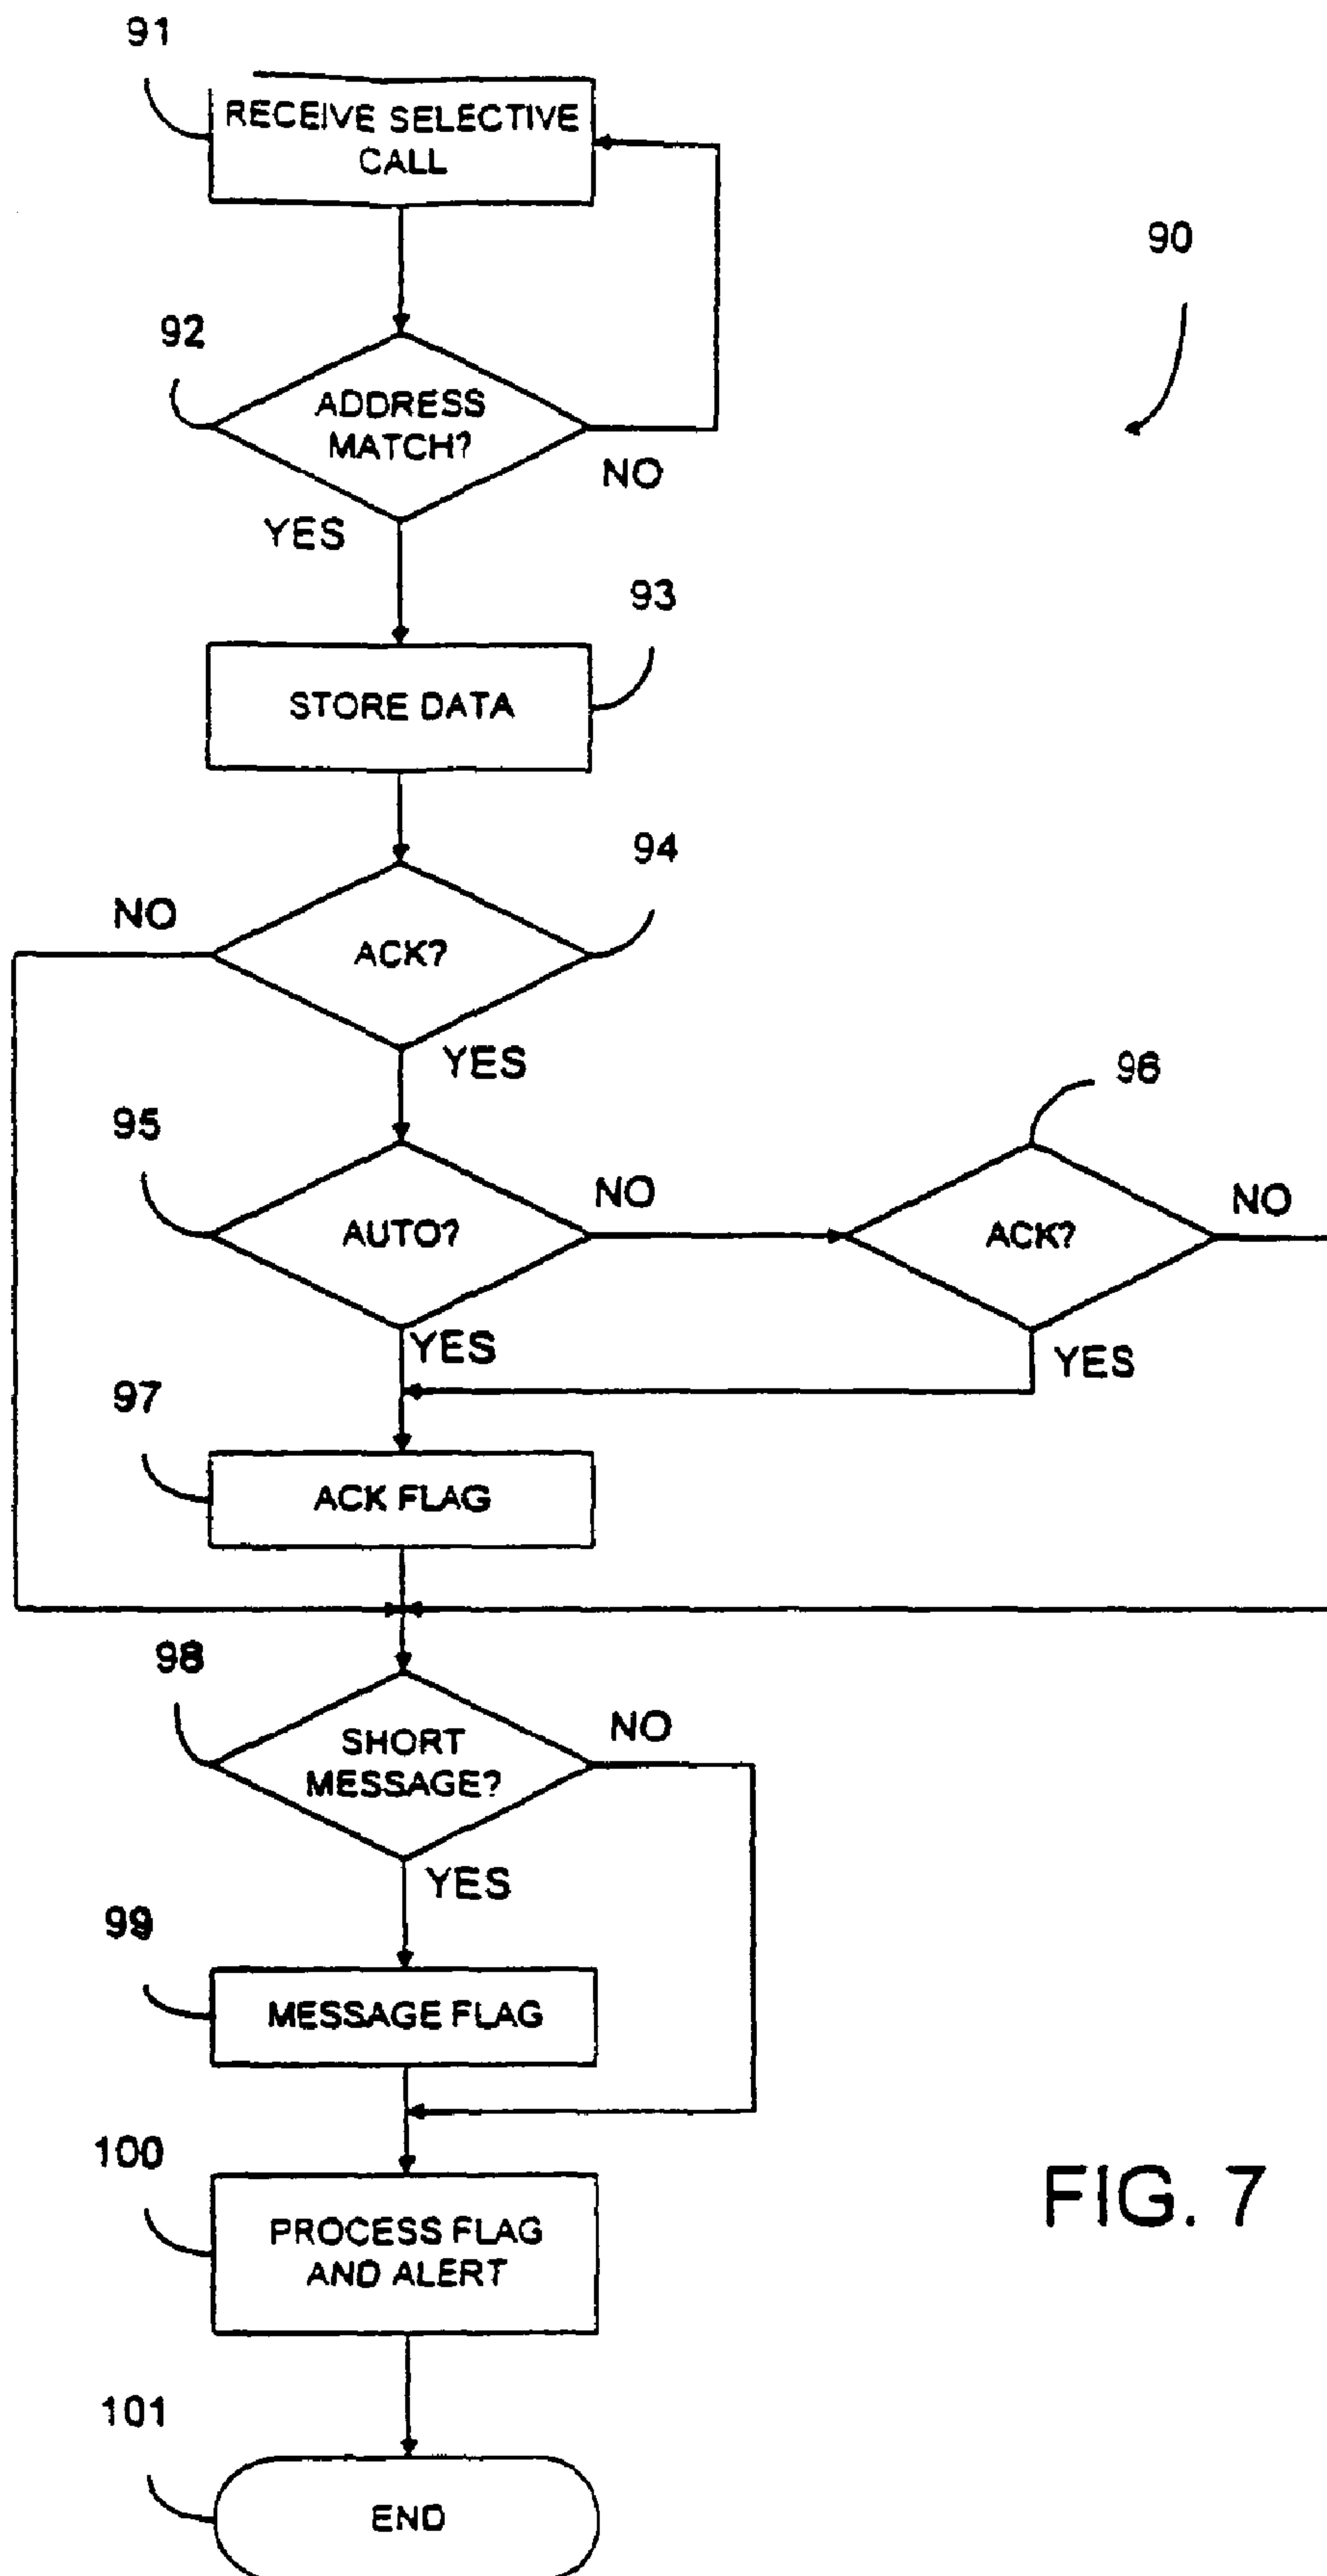 91
RECEIVE SELECTIVE
CALL
90
92
ADDRESS
MATCH?
NO
YES
93
STORE DATA
94
NO
ACK?
YES
96
95
NO
NO
AUTO?
ACK?
YES
YES
97
ACK FLAG
98
NO
SHORT
MESSAGE?
YES
99
MESSAGE FLAG
100
FIG. 7
PROCESS FLAG
AND ALERT
101
END